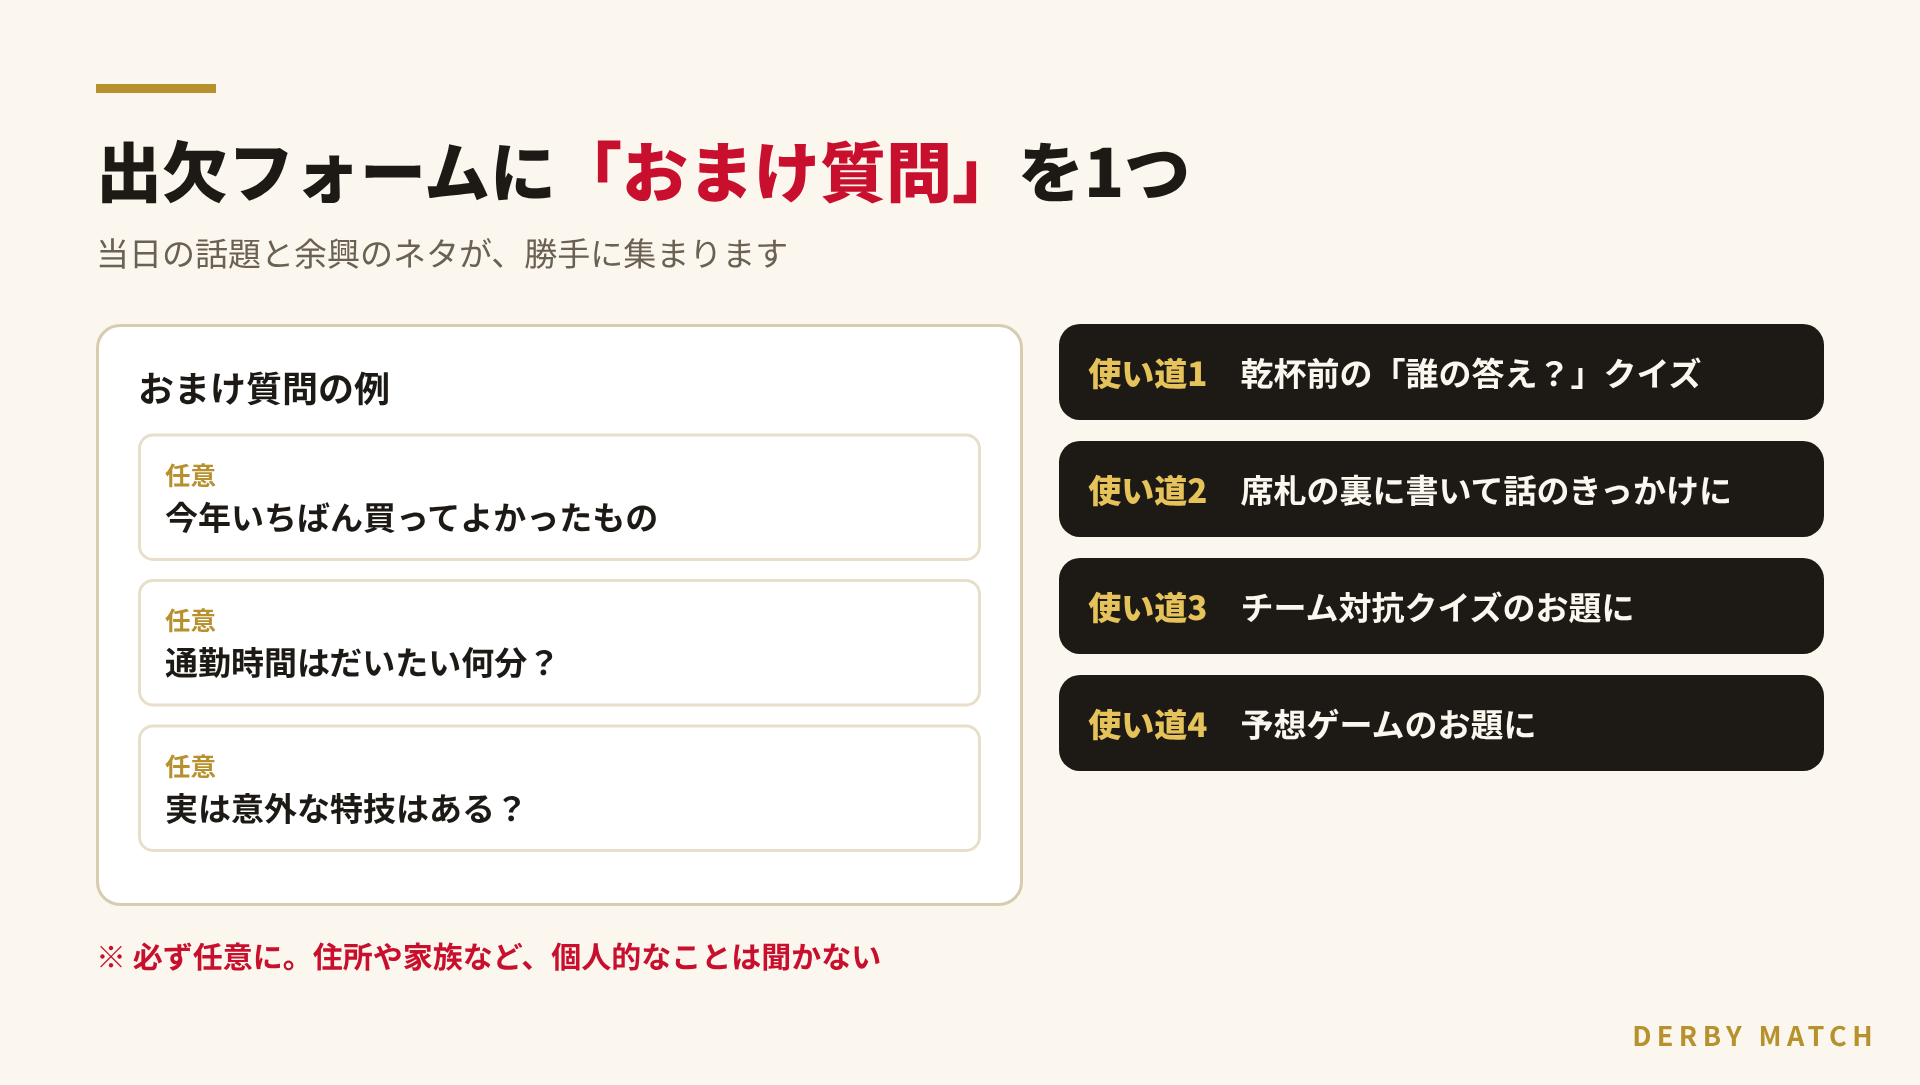 出欠フォームに「おまけ質問」を1つ
当日の話題と余興のネタが、勝手に集まります
おまけ質問の例
任意
今年いちばん買ってよかったもの
任意
通勤時間はだいたい何分？
任意
実は意外な特技はある？
使い道1 乾杯前の「誰の答え？」クイズ
使い道2 席札の裏に書いて話のきっかけに
使い道3 チーム対抗クイズのお題に
使い道4 予想ゲームのお題に
※ 必ず任意に。住所や家族など、個人的なことは聞かない
DERBY MATCH